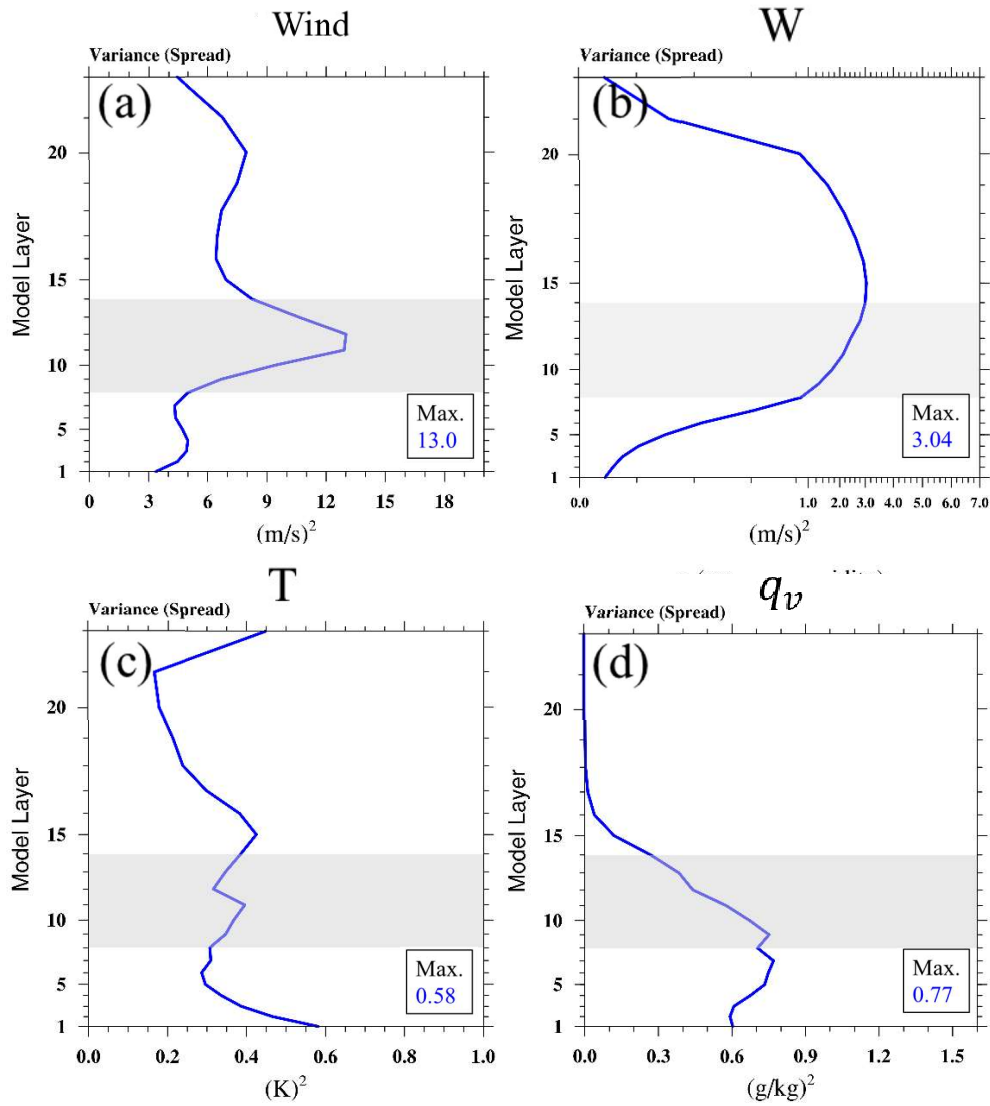 Wind
Variance (Spread)
(a)
20
15
10
5
1
Model Layer
Max.
13.0
0 3 6 9 12 15 18
(m/s)²
W
Variance (Spread)
(b)
20
15
10
5
1
Model Layer
Max.
3.04
0.0 1.0 2.0 3.0 4.0 5.0 6.0 7.0
(m/s)²
T
Variance (Spread)
(c)
20
15
10
5
1
Model Layer
Max.
0.58
0.0 0.2 0.4 0.6 0.8 1.0
(K)²
qᵥ
Variance (Spread)
(d)
20
15
10
5
1
Model Layer
Max.
0.77
0.0 0.3 0.6 0.9 1.2 1.5
(g/kg)²